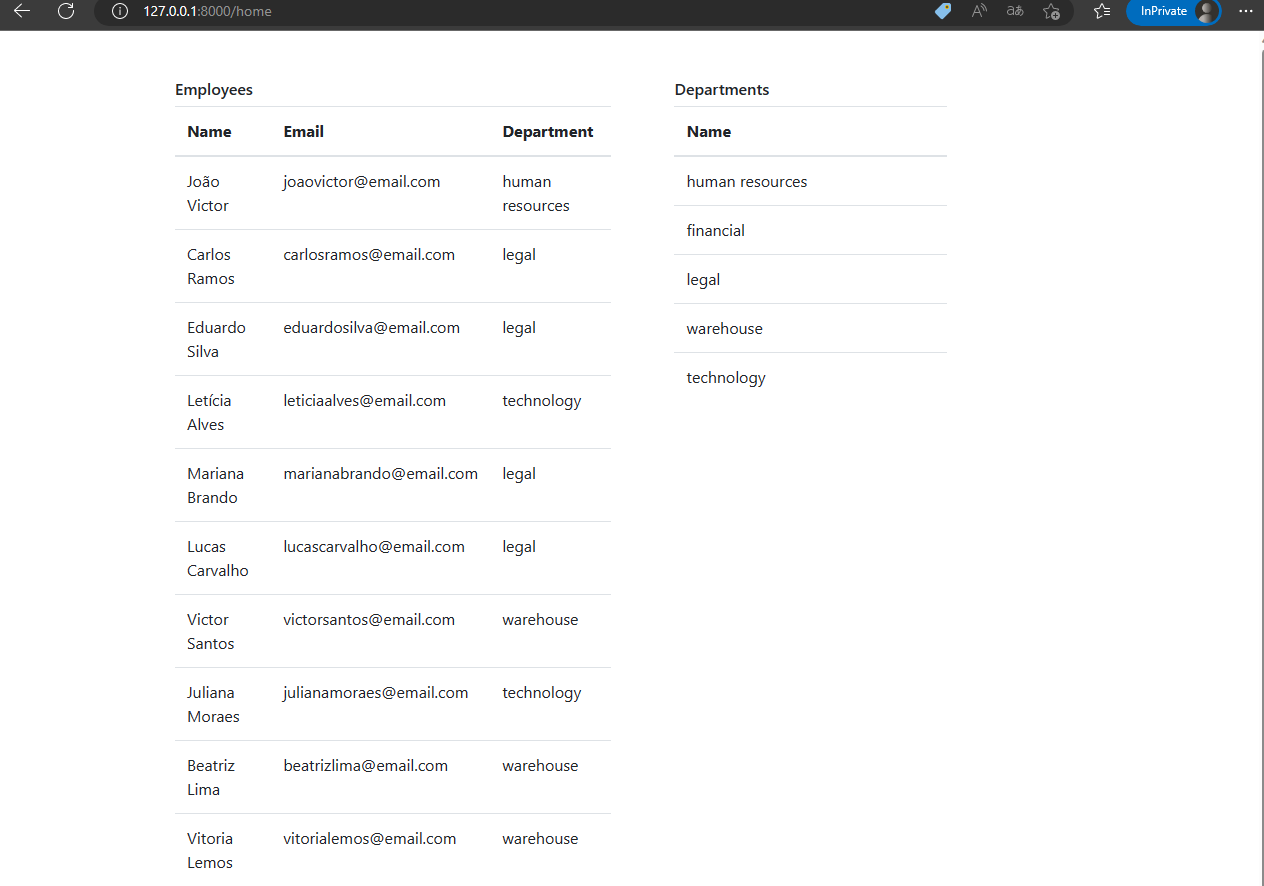 127.0.0.1:8000/home
InPrivate
Employees
Name Email Department
João joaovictor@email.com human
Victor resources
Carlos carlosramos@email.com legal
Ramos
Eduardo eduardosilva@email.com legal
Silva
Letícia leticiaalves@email.com technology
Alves
Mariana marianabrando@email.com legal
Brando
Lucas lucascarvalho@email.com legal
Carvalho
Victor victorsantos@email.com warehouse
Santos
Juliana julianamoraes@email.com technology
Moraes
Beatriz beatrizlima@email.com warehouse
Lima
Vitoria vitorialemos@email.com warehouse
Lemos
Departments
Name
human resources
financial
legal
warehouse
technology